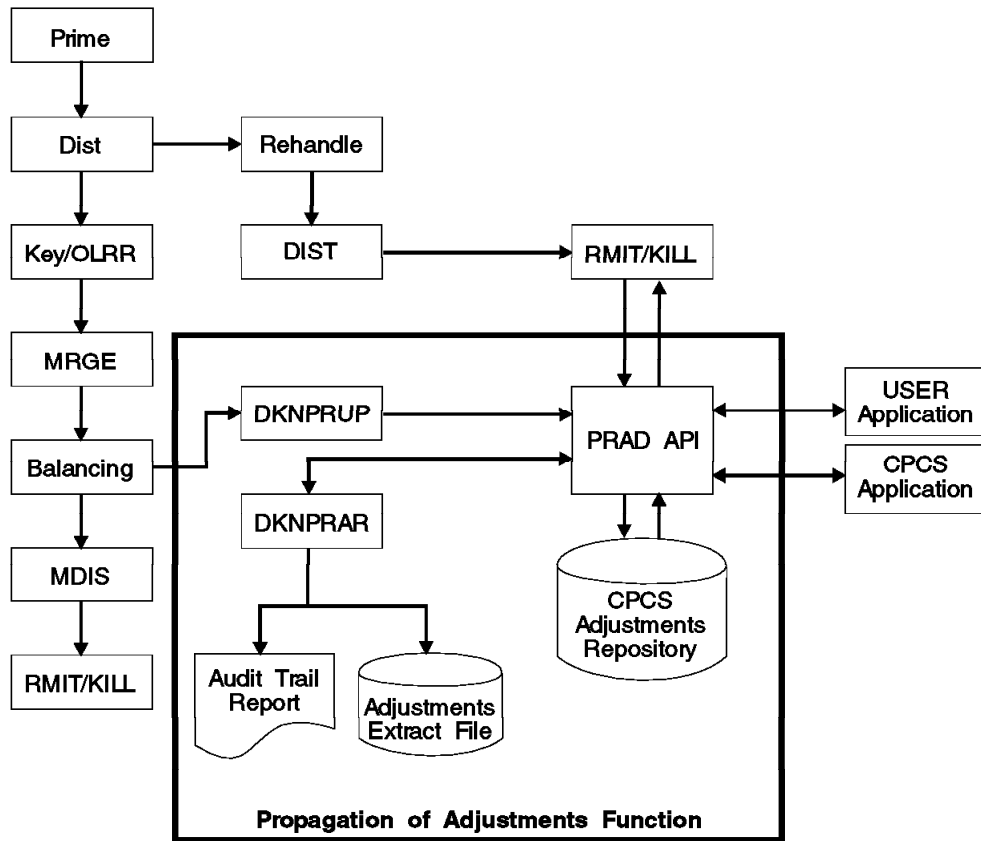 Prime
Dist
Rehandle
Key/OLRR
DIST
RMIT/KILL
MRGE
DKNPRUP
PRAD API
USER
Application
Balancing
CPCS
Application
DKNPRAR
MDIS
CPCS
Adjustments
Repository
RMIT/KILL
Audit Trail
Report
Adjustments
Extract File
Propagation of Adjustments Function